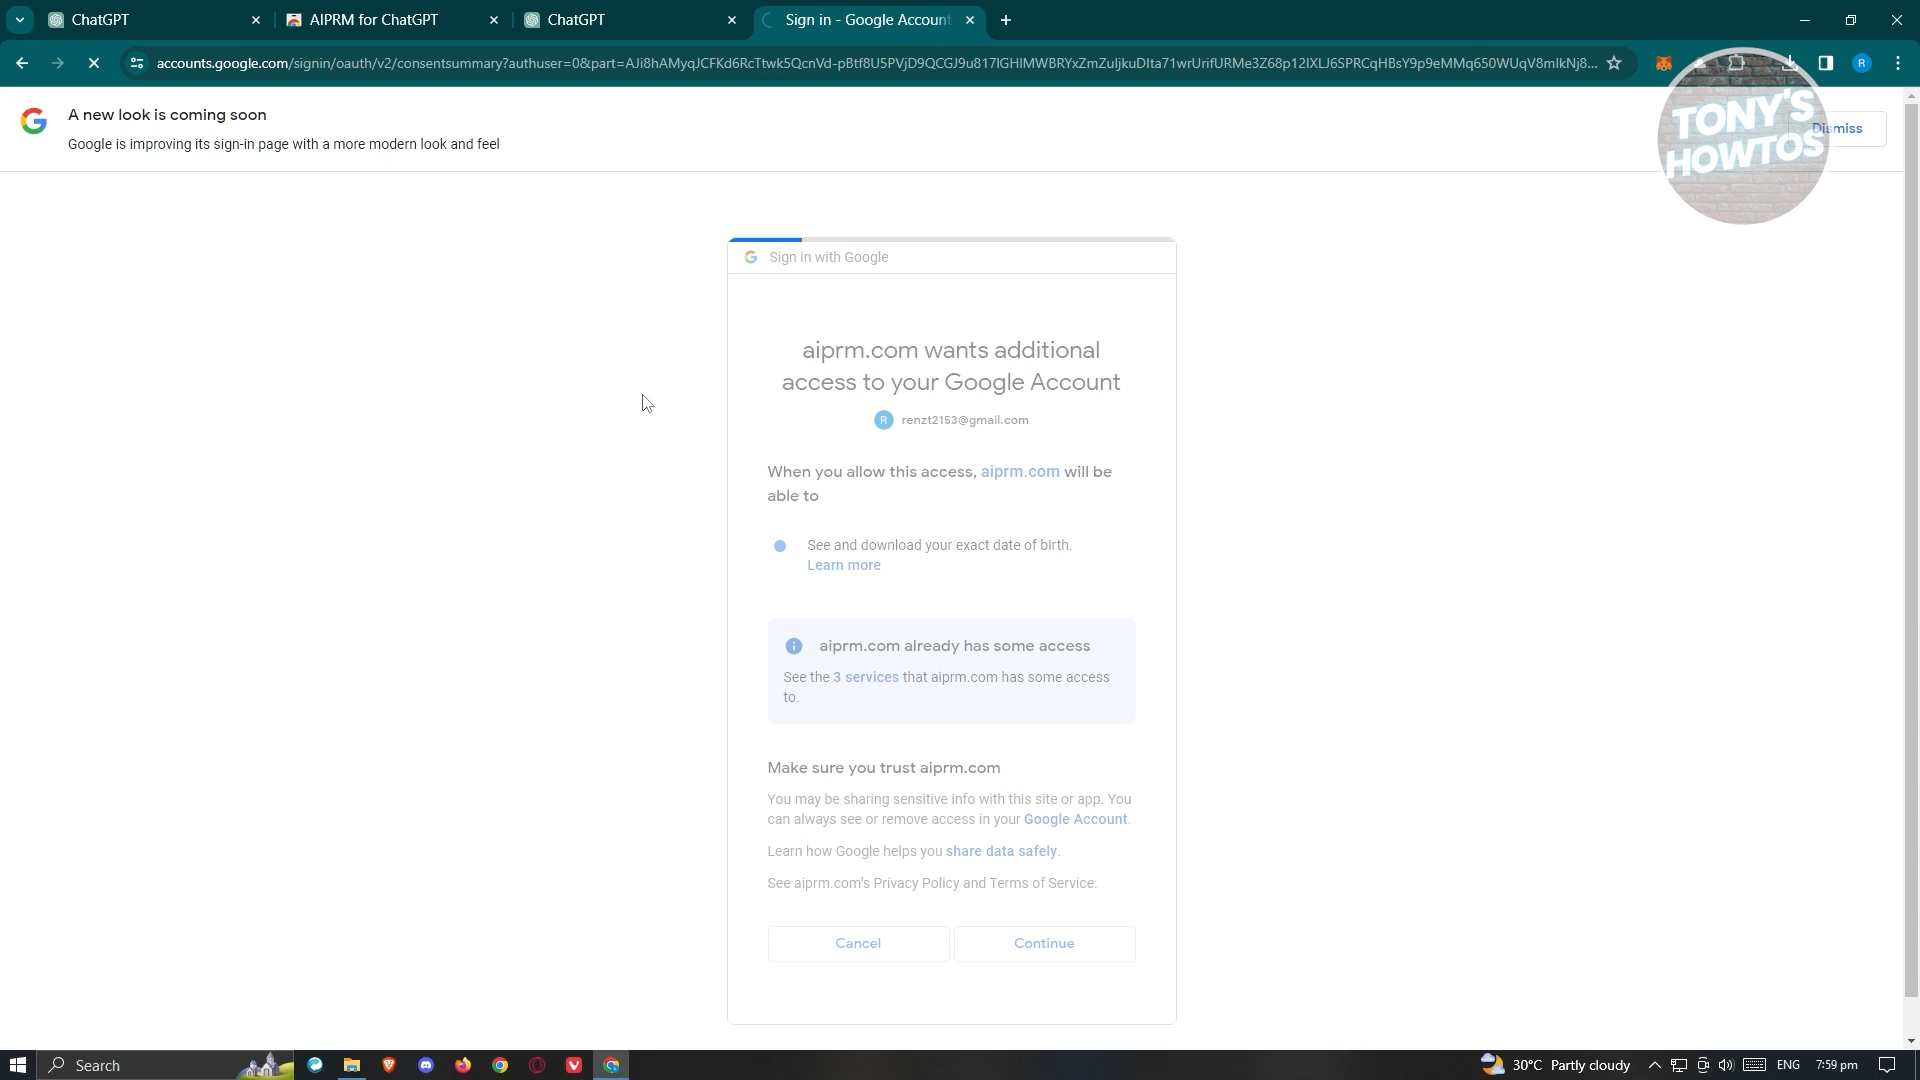 ChatGPT
AIPRM for ChatGPT
ChatGPT
Sign in - Google Account
accounts.google.com/signin/oauth/v2/consentsummary?authuser=0&part=
R
A new look is coming soon
Google is improving its sign-in page with a more modern look and feel
Dismiss
TONY'S
HOWTOS
Sign in with Google
aiprm.com wants additional
access to your Google Account
R renzt2153@gmail.com
When you allow this access, aiprm.com will be
able to
See and download your exact date of birth.
Learn more
aiprm.com already has some access
See the 3 services that aiprm.com has some access
to.
Make sure you trust aiprm.com
You may be sharing sensitive info with this site or app. You
can always see or remove access in your Google Account.
Learn how Google helps you share data safely.
See aiprm.com's Privacy Policy and Terms of Service.
Cancel
Continue
Search
30°C Partly cloudy
ENG
7:59 pm